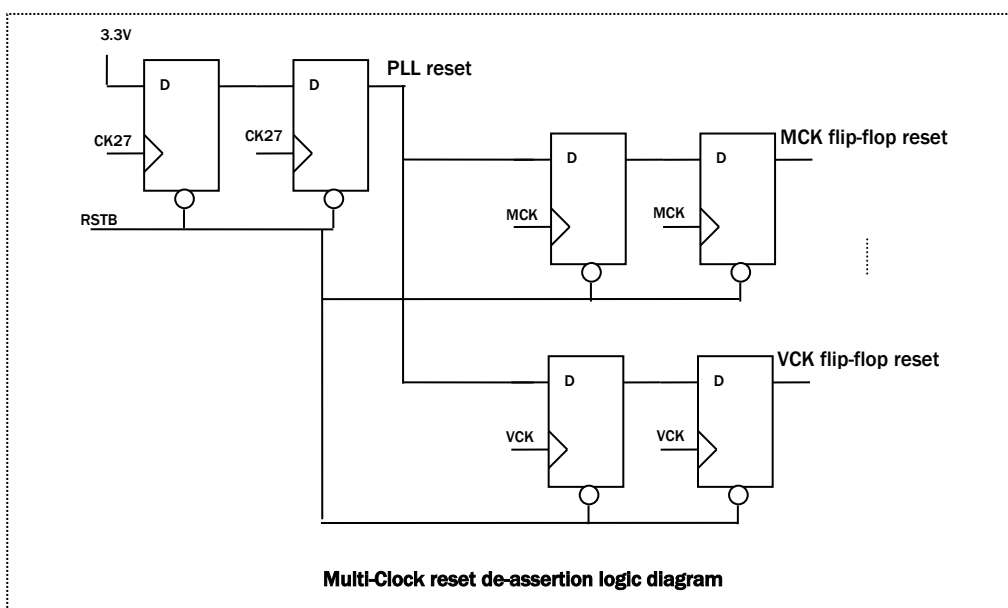 3.3V
PLL reset
D
D
CK27
CK27
RSTB
MCK flip-flop reset
D
D
MCK
MCK
VCK flip-flop reset
D
D
VCK
VCK
Multi-Clock reset de-assertion logic diagram